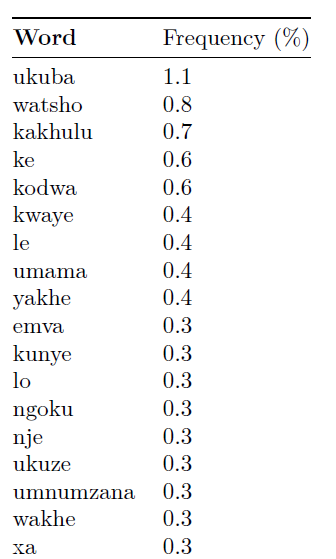 Word Frequency (%)
ukuba 1.1
watsho 0.8
kakhulu 0.7
ke 0.6
kodwa 0.6
kwaye 0.4
le 0.4
umama 0.4
yakhe 0.4
emva 0.3
kunye 0.3
lo 0.3
ngoku 0.3
nje 0.3
ukuze 0.3
umnumzana 0.3
wakhe 0.3
xa 0.3